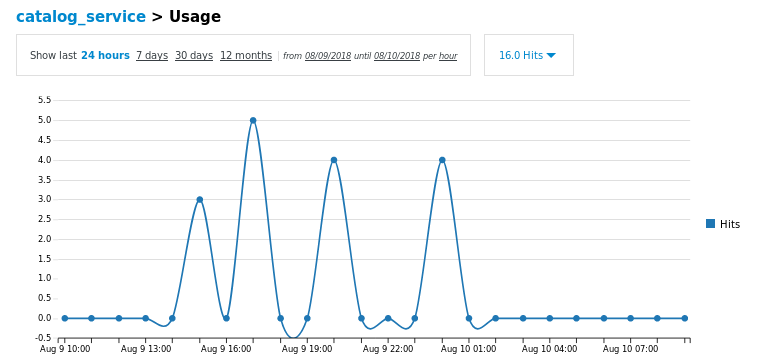 catalog_service > Usage
Show last 24 hours 7 days 30 days 12 months from 08/09/2018 until 08/10/2018 per hour
16.0 Hits
5.5
5.0
4.5
4.0
3.5
3.0
2.5
2.0
1.5
1.0
0.5
0.0
-0.5
Hits
Aug 9 10:00 Aug 9 13:00 Aug 9 16:00 Aug 9 19:00 Aug 9 22:00 Aug 10 01:00 Aug 10 04:00 Aug 10 07:00